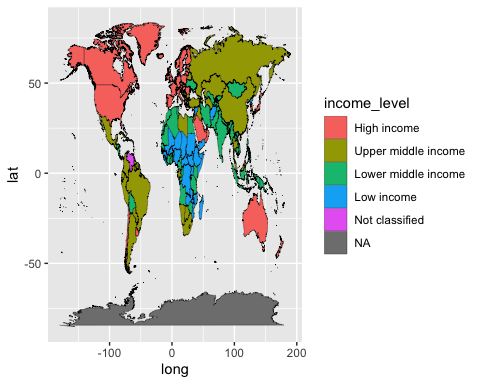 income_level
High income
Upper middle income
Lower middle income
Low income
Not classified
NA
lat
50
0
-50
-100
0
100
200
long